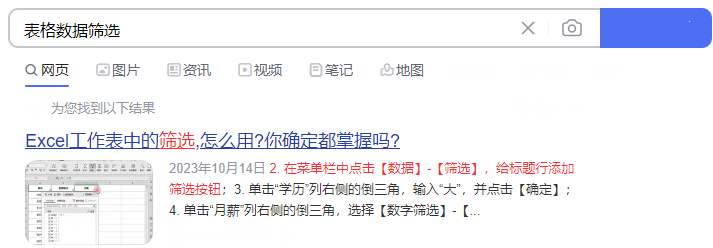 表格数据筛选
网页 图片 资讯 视频 笔记 地图
为您找到以下结果
Excel工作表中的筛选,怎么用?你确定都掌握吗?
2023年10月14日 2. 在菜单栏中点击【数据】-【筛选】，给标题行添加
筛选按钮；3. 单击“学历”列右侧的倒三角，输入“大”，并点击【确定】；
4. 单击“月薪”列右侧的倒三角，选择【数字筛选】-【...